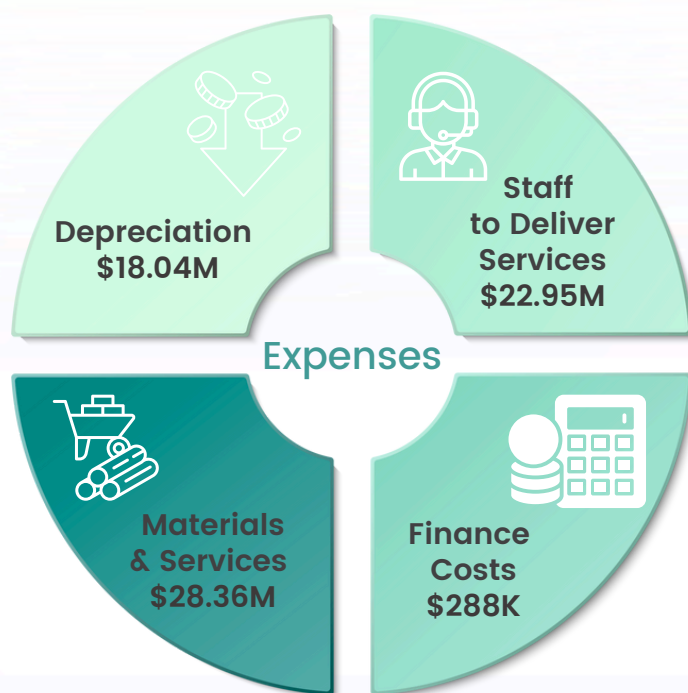 Depreciation
$18.04M
Staff
to Deliver
Services
$22.95M
Expenses
Materials
& Services
$28.36M
Finance
Costs
$288K